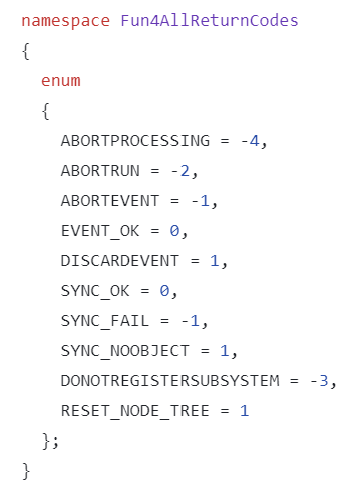 namespace Fun4AllReturnCodes
{
  enum
  {
    ABORTPROCESSING = -4,
    ABORTRUN = -2,
    ABORTEVENT = -1,
    EVENT_OK = 0,
    DISCARDEVENT = 1,
    SYNC_OK = 0,
    SYNC_FAIL = -1,
    SYNC_NOOBJECT = 1,
    DONOTREGISTERSUBSYSTEM = -3,
    RESET_NODE_TREE = 1
  };
}